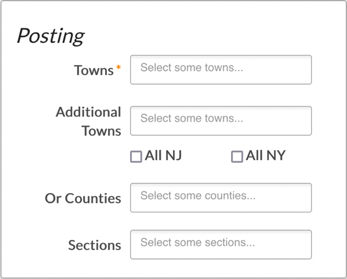 Posting
Towns * Select some towns...
Additional Towns Select some towns...
All NJ All NY
Or Counties Select some counties...
Sections Select some sections...